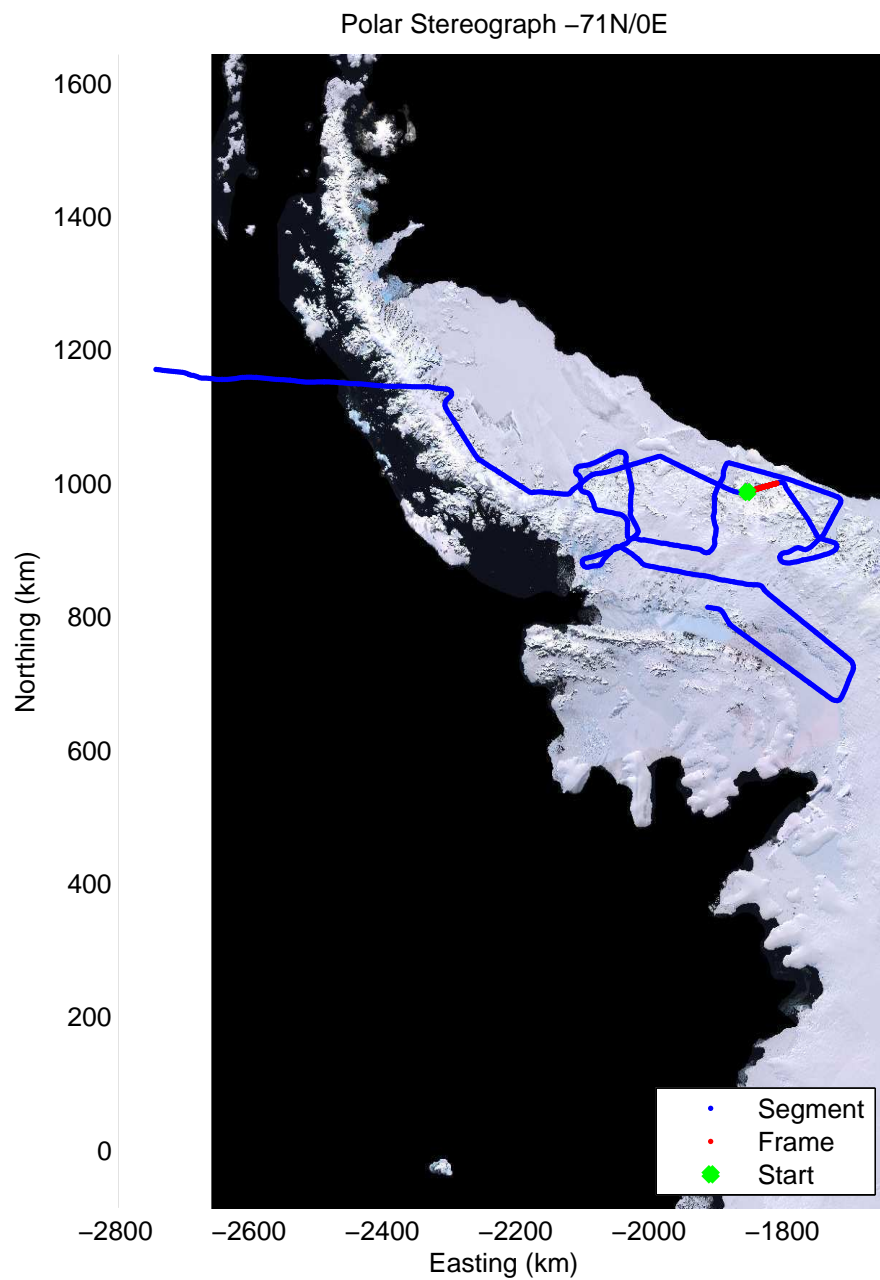 Polar Stereograph −71N/0E
1600
1400
1200
1000
800
600
400
200
0
Northing (km)
−2800 −2600 −2400 −2200 −2000 −1800
Easting (km)
Segment
Frame
Start